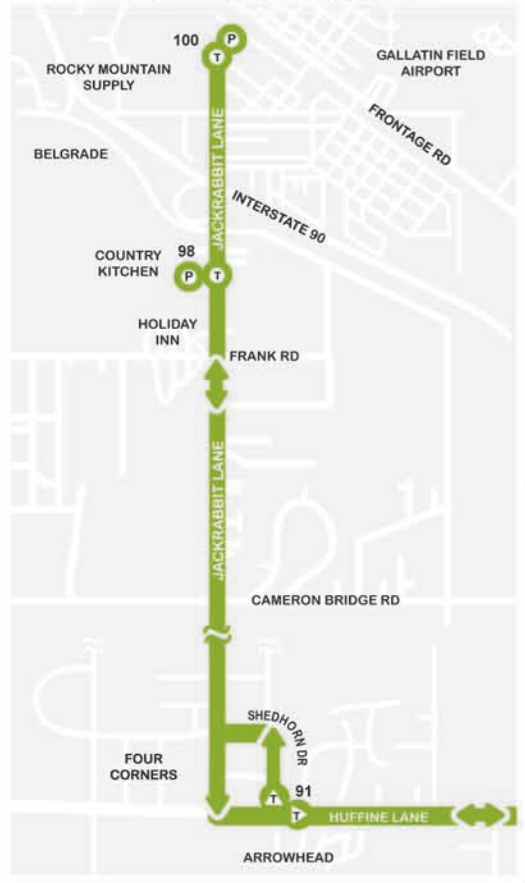 100
P
T
ROCKY MOUNTAIN
SUPPLY
GALLATIN FIELD
AIRPORT
FRONTAGE RD
JACKRABBIT LANE
BELGRADE
INTERSTATE 90
COUNTRY
KITCHEN
98
P
T
HOLIDAY
INN
FRANK RD
JACKRABBIT LANE
CAMERON BRIDGE RD
SHEDHORN DR
FOUR
CORNERS
91
T
T
HUFFINE LANE
ARROWHEAD